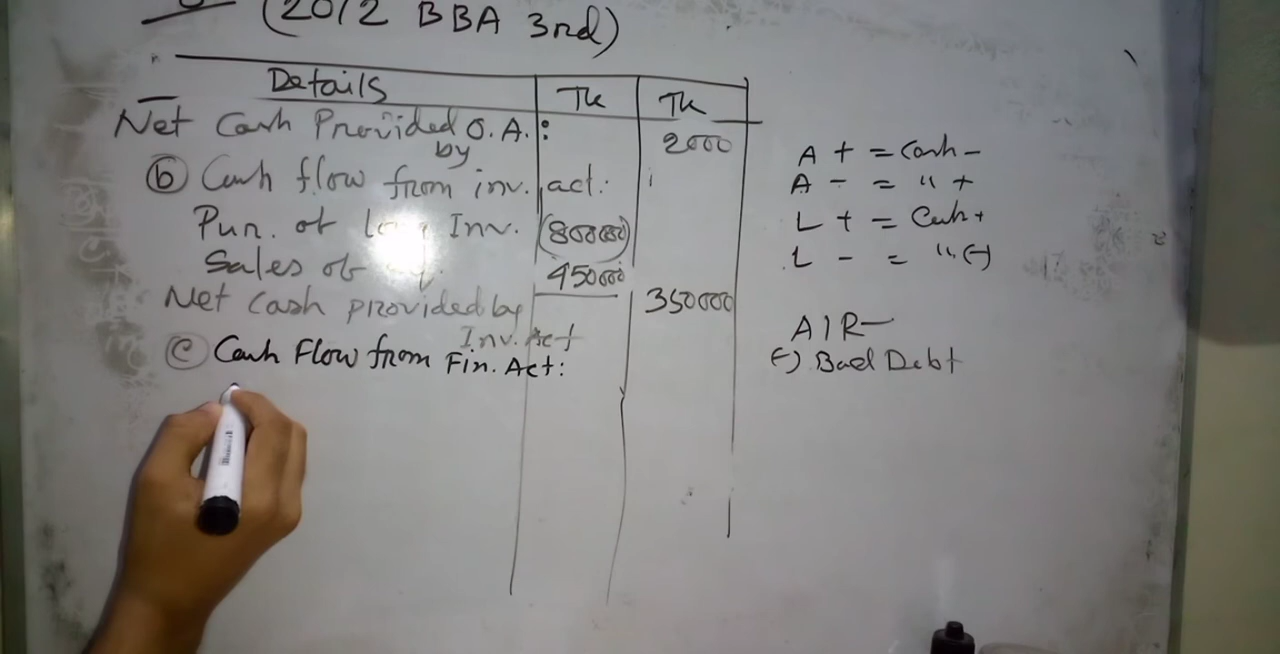 (2012 BBA 3rd)
Details Tk Tk
Net Cash Provided by O.A.: 2000
ⓑ Cash flow from inv. act:
Pur. of Inv. (80000)
Sales of 450000
Net Cash provided by Inv. Act 350000
ⓒ Cash Flow from Fin. Act:
A + = Cash -
A - = " +
L + = Cash +
L - = " (-)
A/R-
(-) Bad Debt